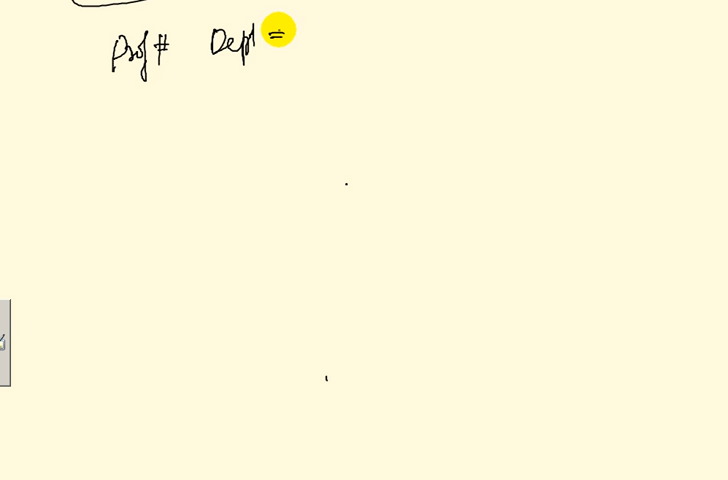 Prof # Dept =